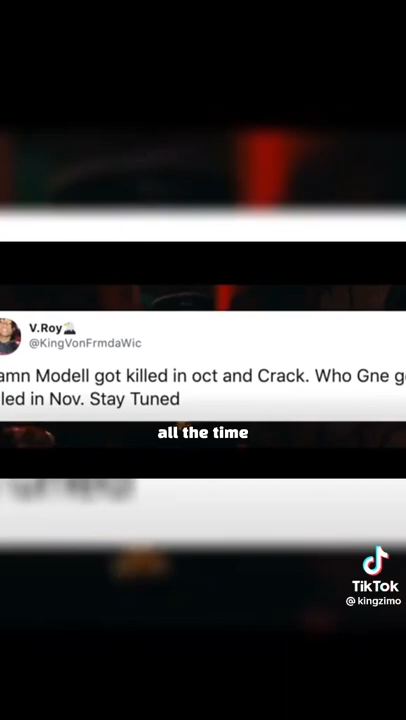 V.Roy
@KingVonFrmdaWic
amn Modell got killed in oct and Crack. Who Gne g
led in Nov. Stay Tuned
all the time
TikTok
@kingzimo